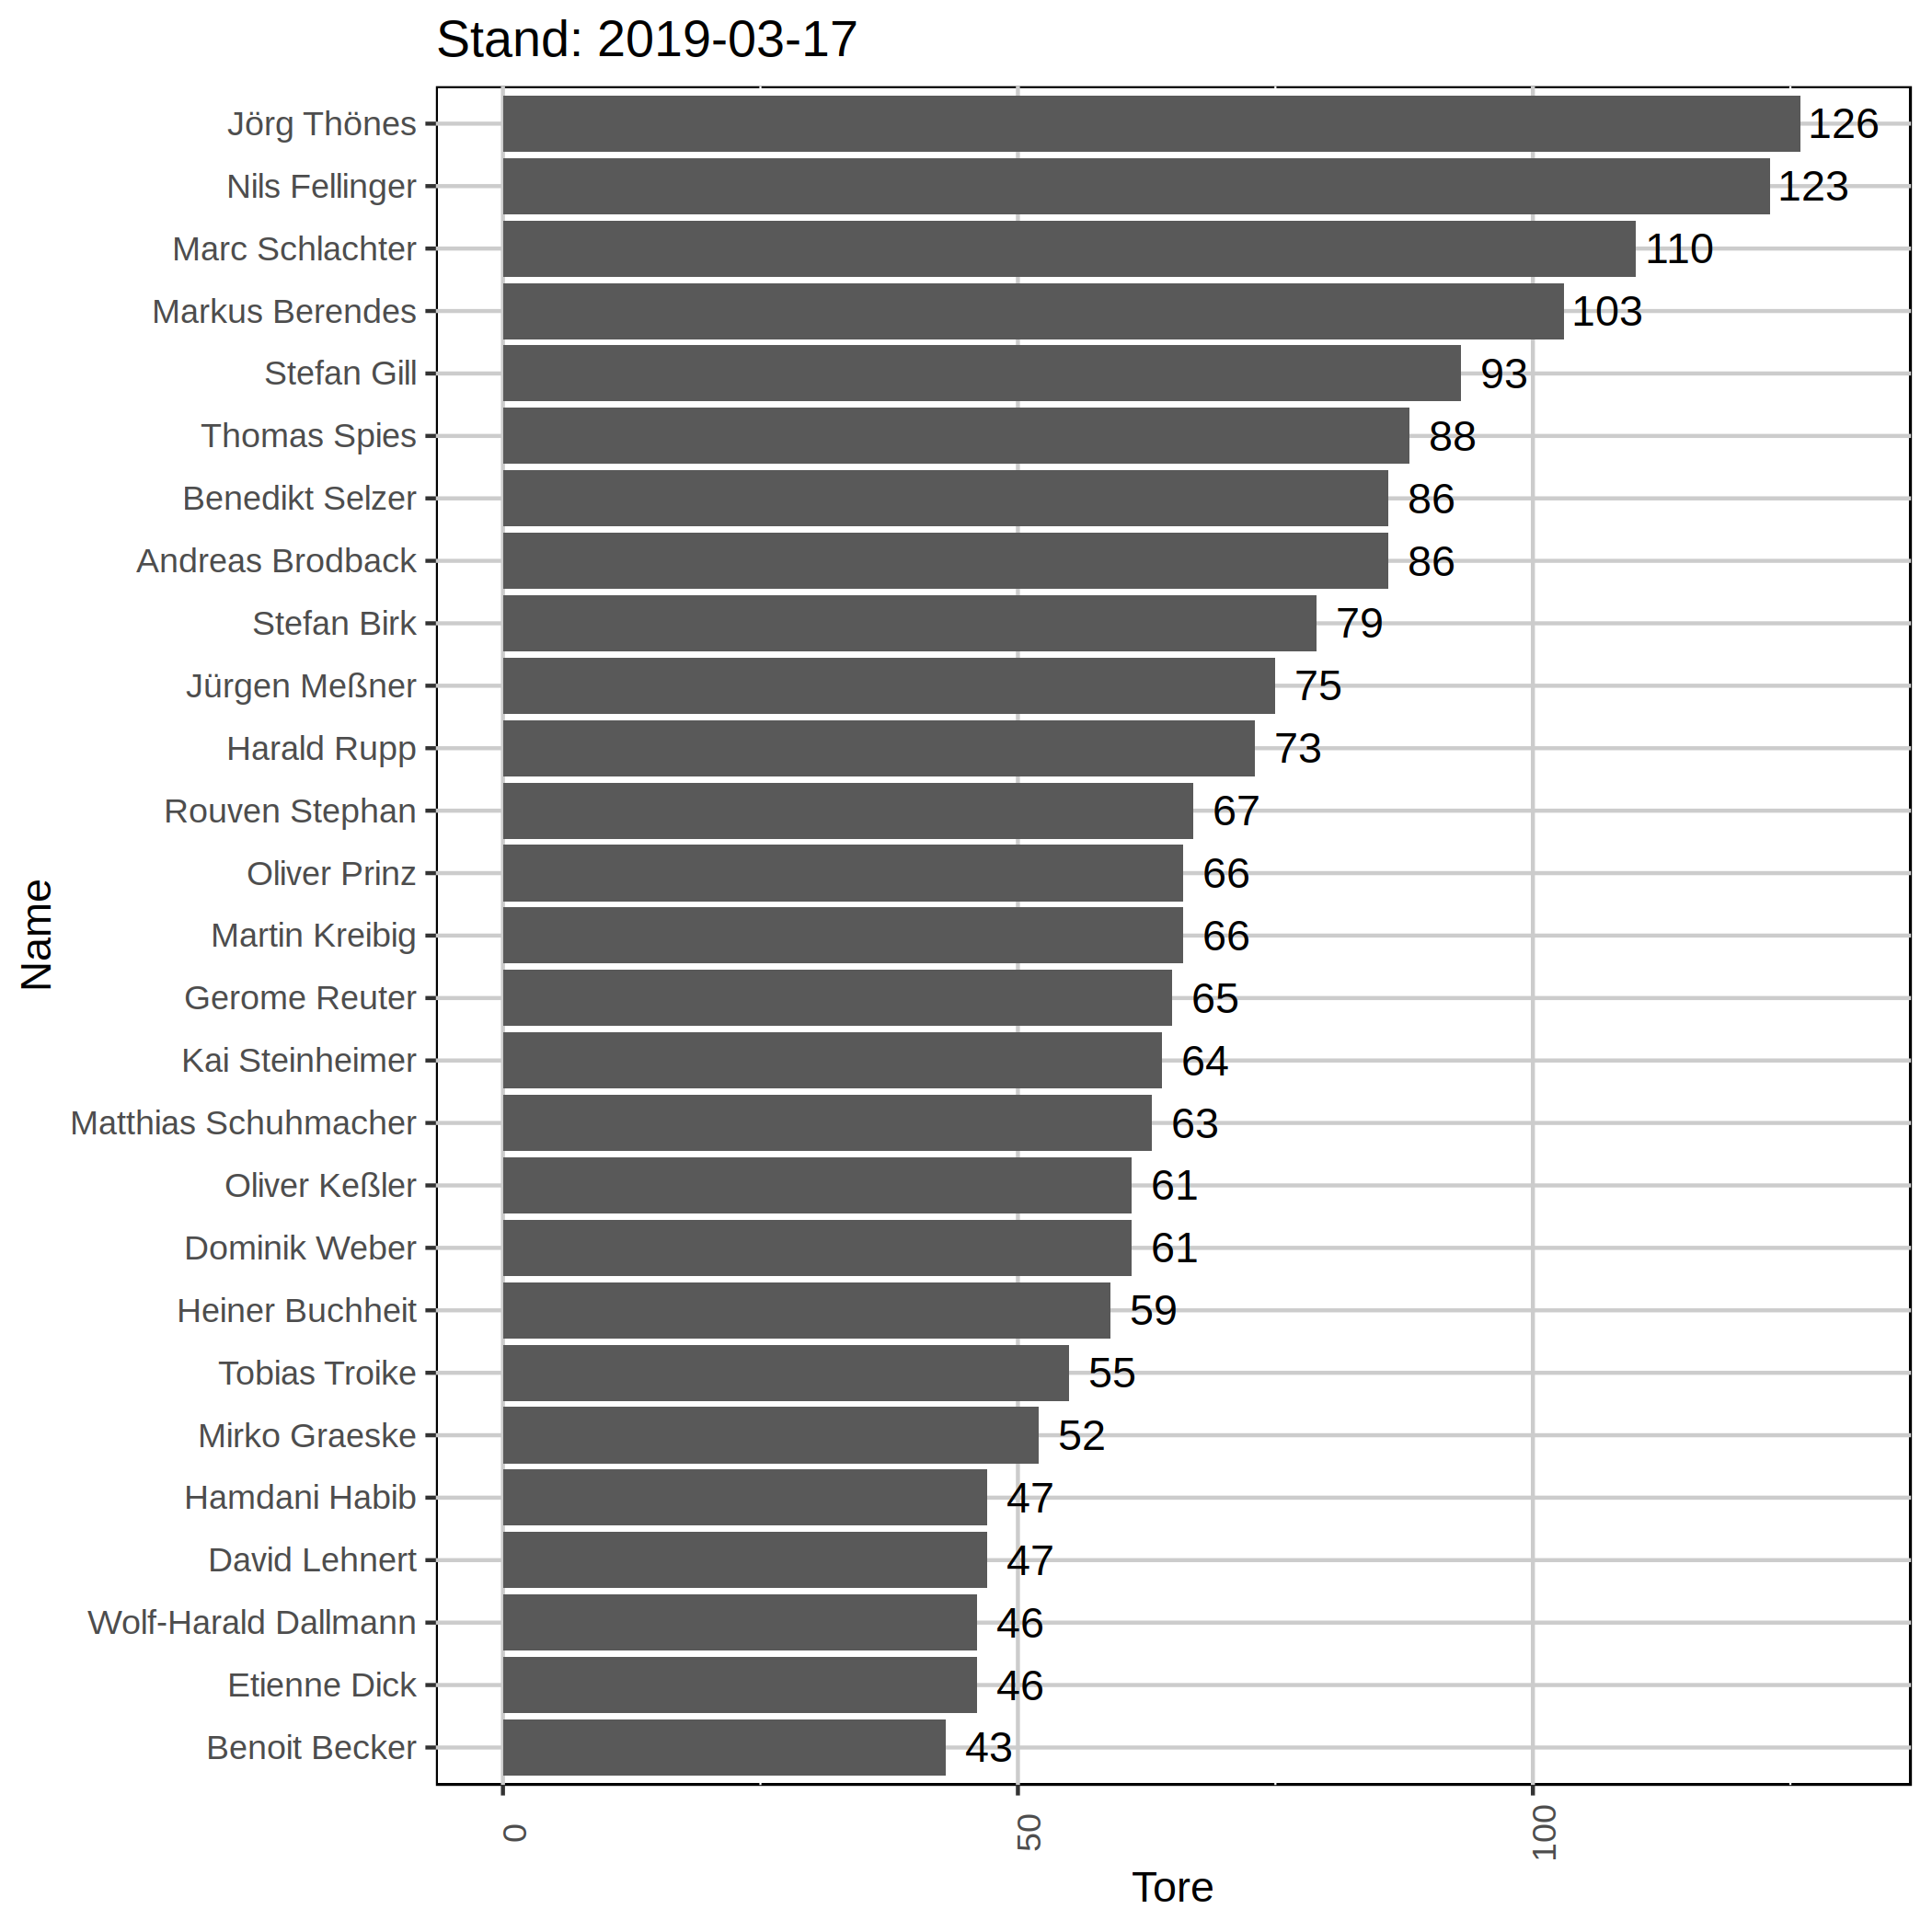 Stand: 2019-03-17
Jörg Thönes 126
Nils Fellinger 123
Marc Schlachter 110
Markus Berendes 103
Stefan Gill 93
Thomas Spies 88
Benedikt Selzer 86
Andreas Brodback 86
Stefan Birk 79
Jürgen Meßner 75
Harald Rupp 73
Rouven Stephan 67
Oliver Prinz 66
Martin Kreibig 66
Gerome Reuter 65
Kai Steinheimer 64
Matthias Schuhmacher 63
Oliver Keßler 61
Dominik Weber 61
Heiner Buchheit 59
Tobias Troike 55
Mirko Graeske 52
Hamdani Habib 47
David Lehnert 47
Wolf-Harald Dallmann 46
Etienne Dick 46
Benoit Becker 43
Name
0 50 100
Tore